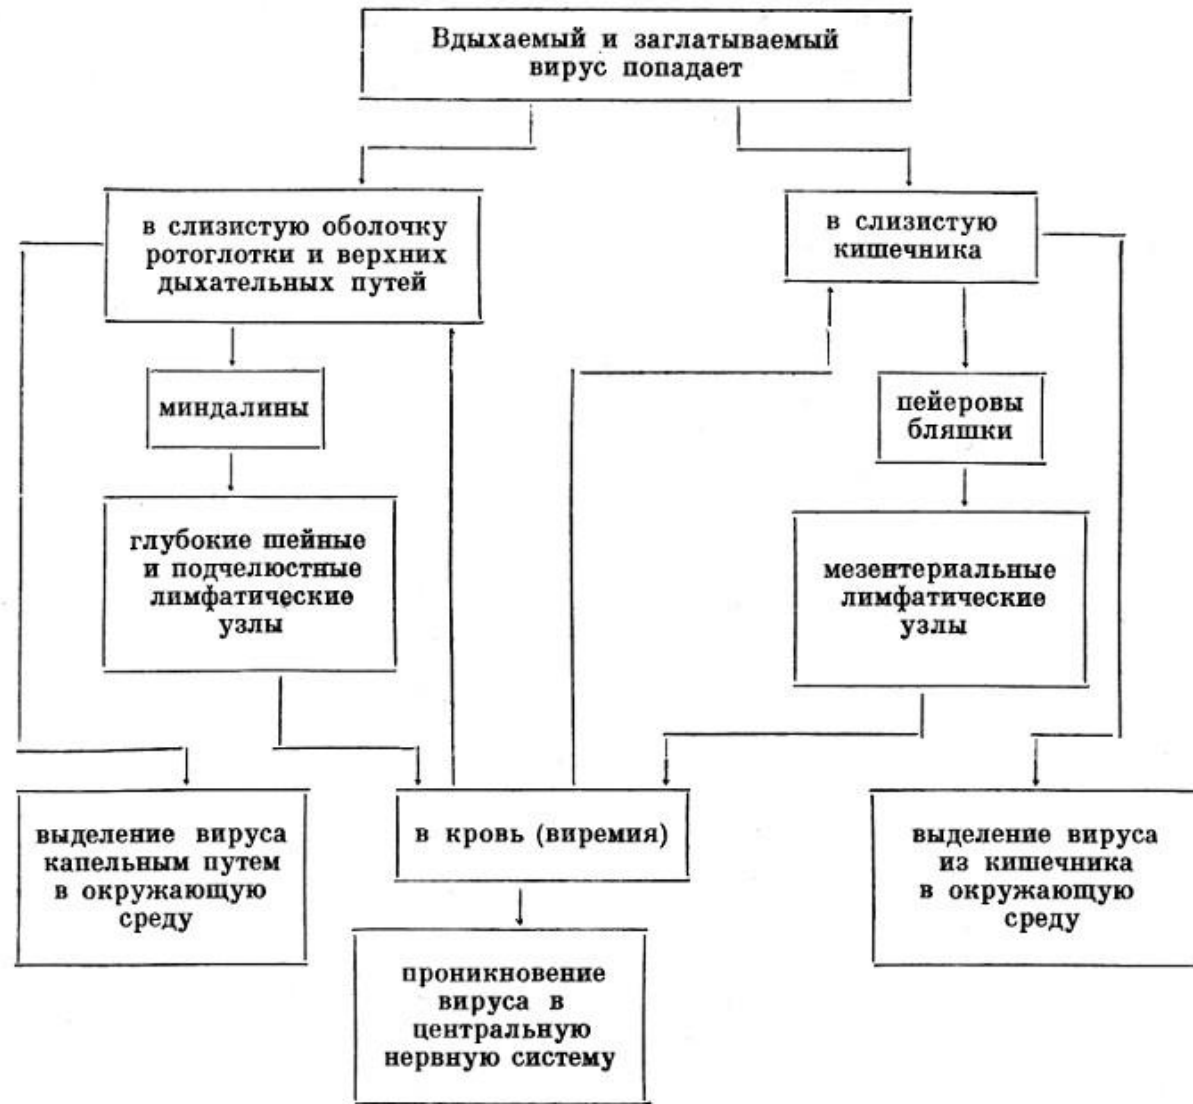 Вдыхаемый и заглатываемый
вирус попадает
в слизистую оболочку
ротоглотки и верхних
дыхательных путей
в слизистую
кишечника
миндалины
пейеровы
бляшки
глубокие шейные
и подчелюстные
лимфатические
узлы
мезентериальные
лимфатические
узлы
выделение вируса
капельным путем
в окружающую
среду
в кровь (виремия)
выделение вируса
из кишечника
в окружающую
среду
проникновение
вируса в
центральную
нервную систему